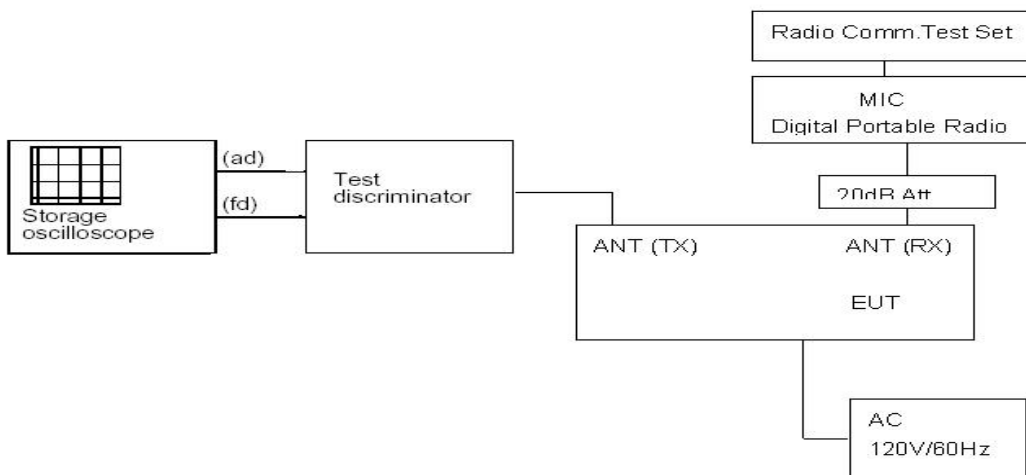 Radio Comm.Test Set
MIC
Digital Portable Radio
20dB Att
(ad)
(fd)
Storage
oscilloscope
Test
discriminator
ANT (TX)
ANT (RX)
EUT
AC
120V/60Hz